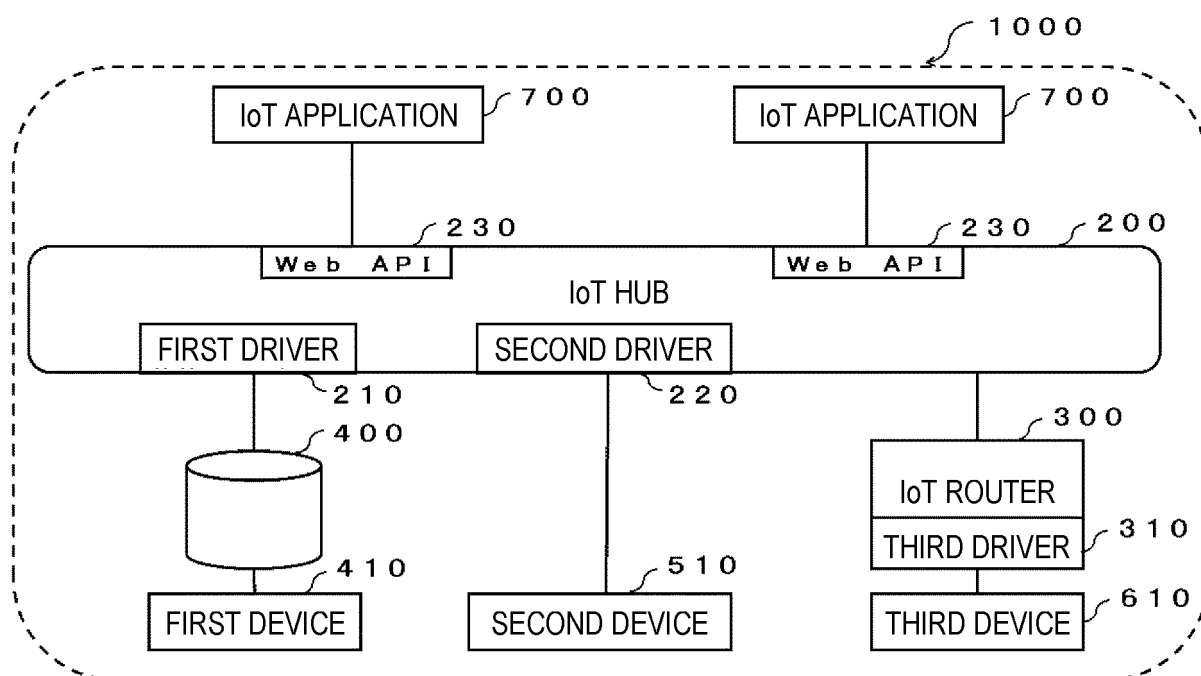 1000
IoT APPLICATION
700
IoT APPLICATION
700
230
230
200
Web API
Web API
IoT HUB
FIRST DRIVER
SECOND DRIVER
210
220
400
300
IoT ROUTER
THIRD DRIVER
310
410
510
610
FIRST DEVICE
SECOND DEVICE
THIRD DEVICE